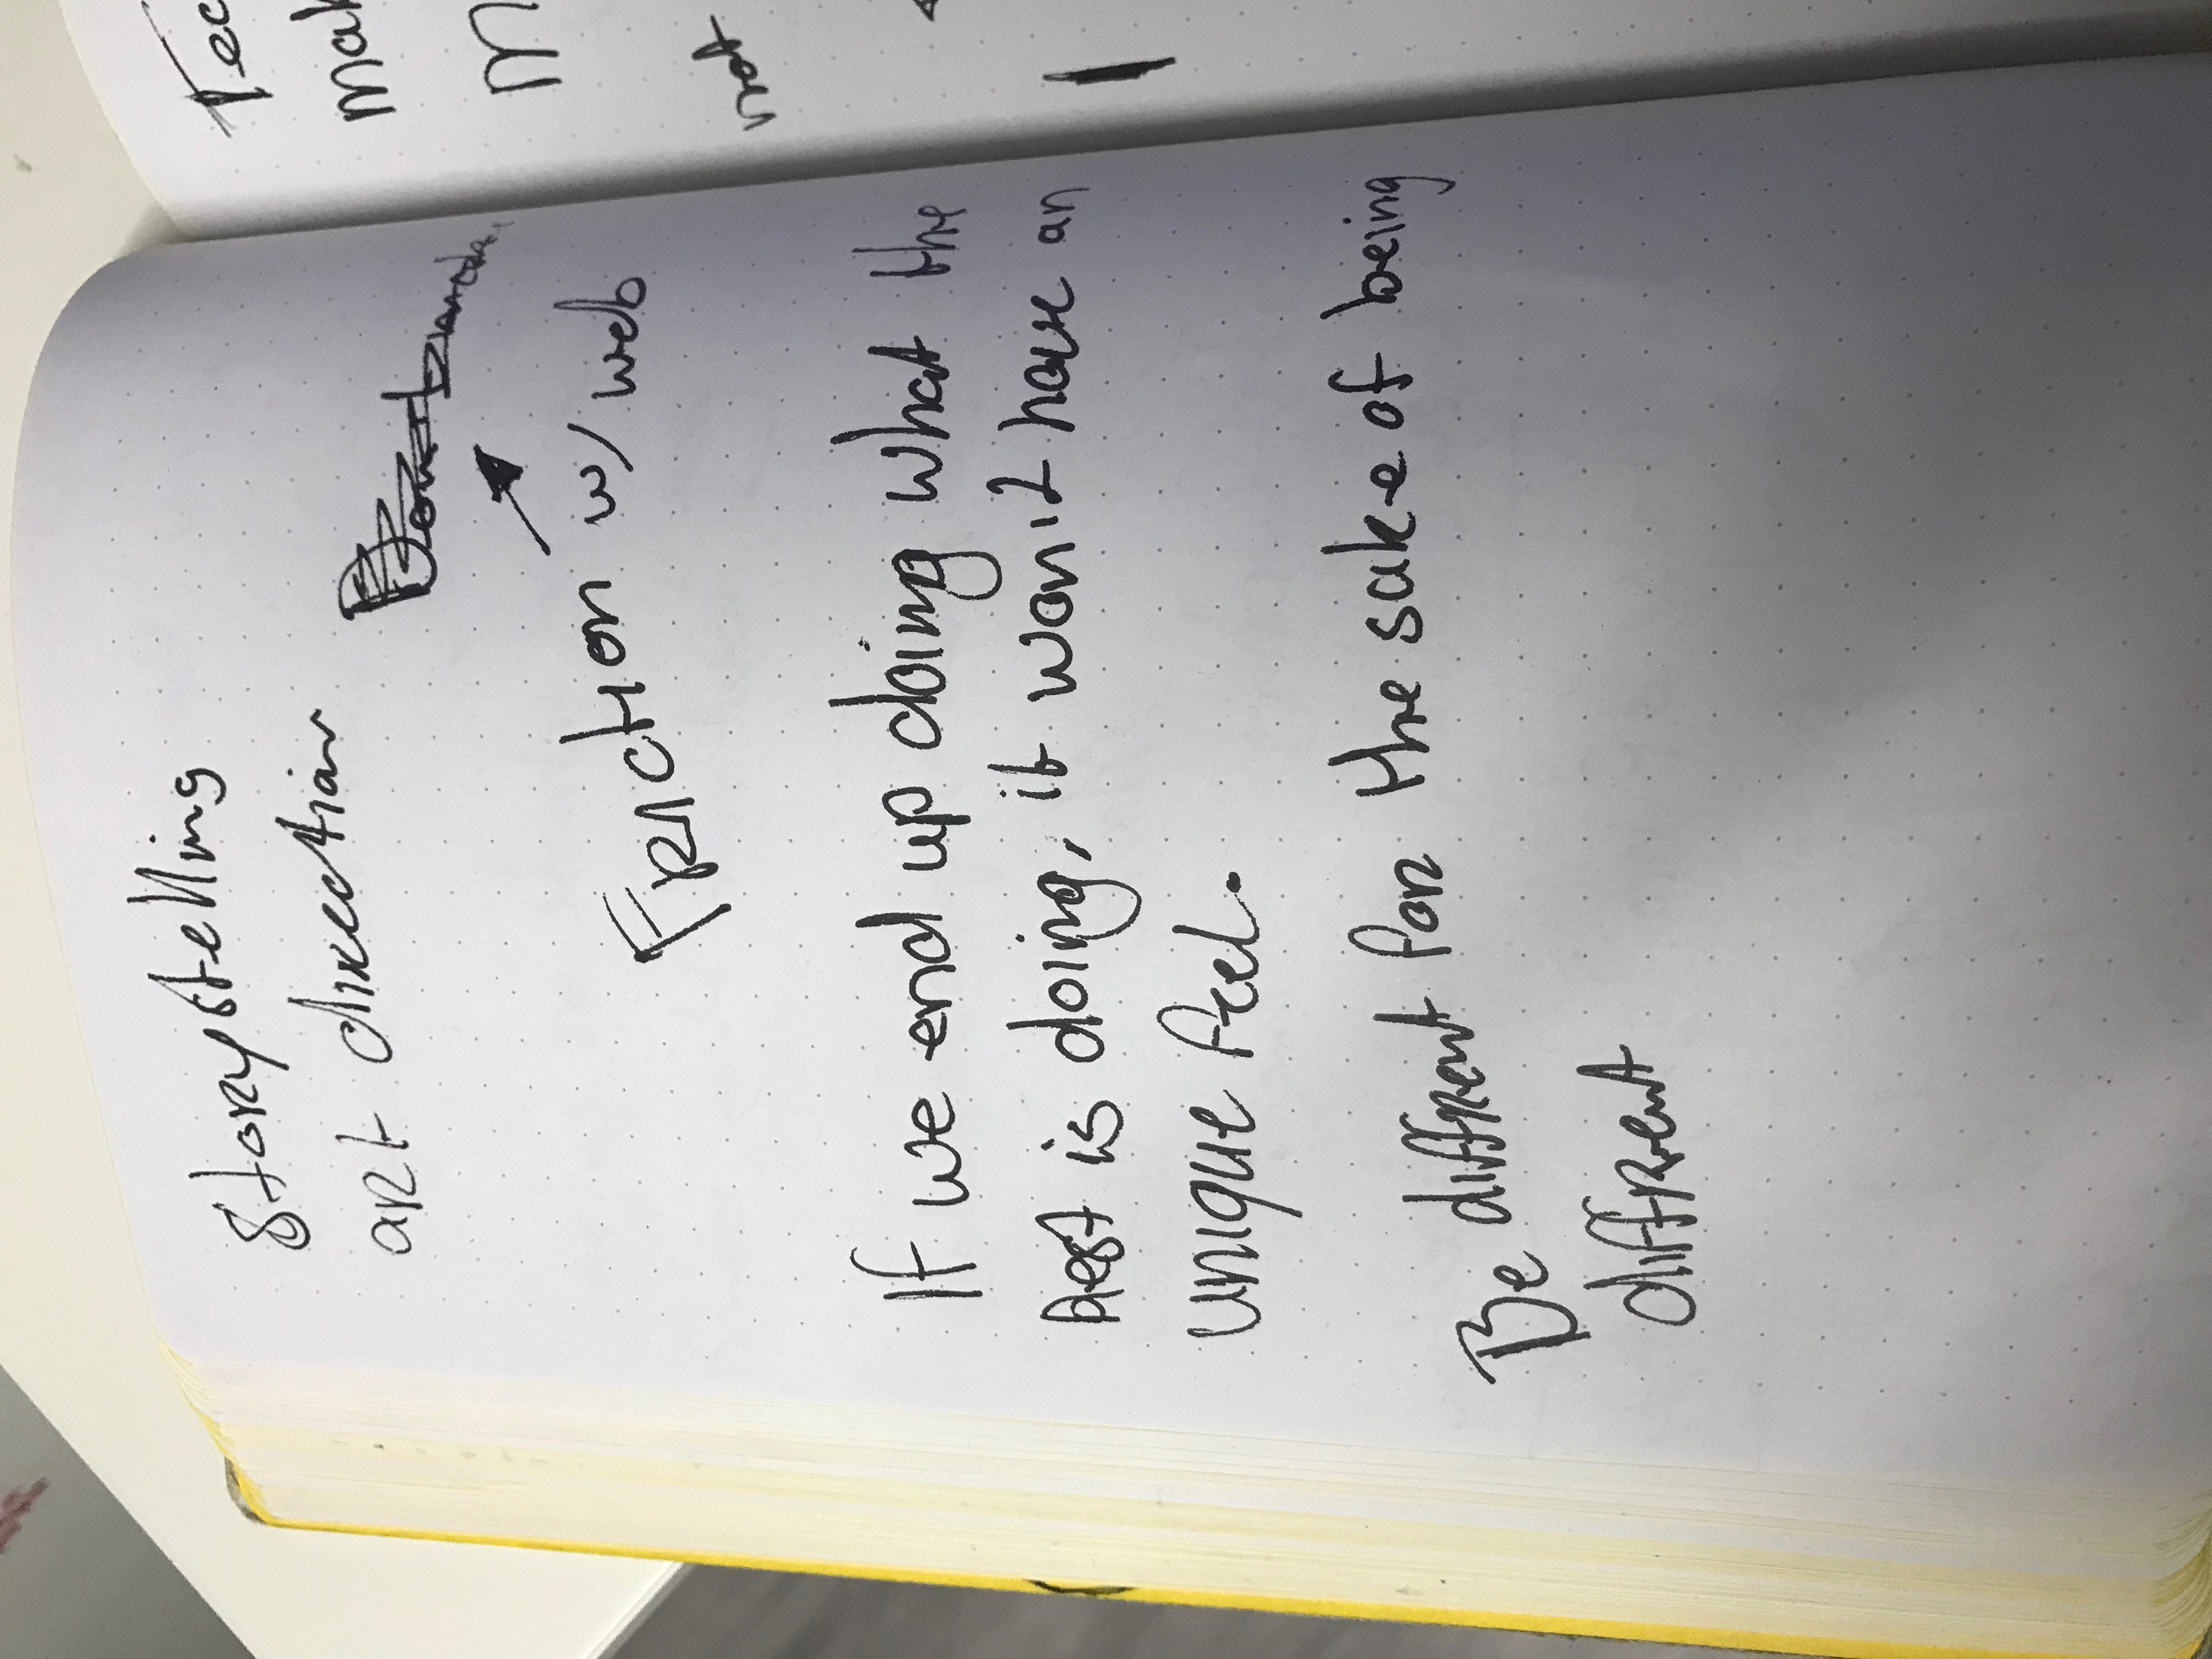 Storystelling
art direction
Friction w/ web
If we end up doing what the
rest is doing, it won't have an
unique feel.
Be diffrent for the sake of being
diffrent
Tec
mak
M
not